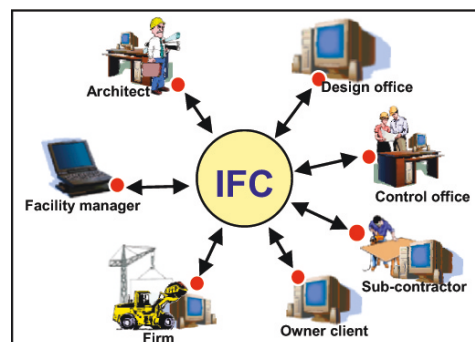 Architect
Design office
IFC
Control office
Facility manager
Sub-contractor
Firm
Owner client